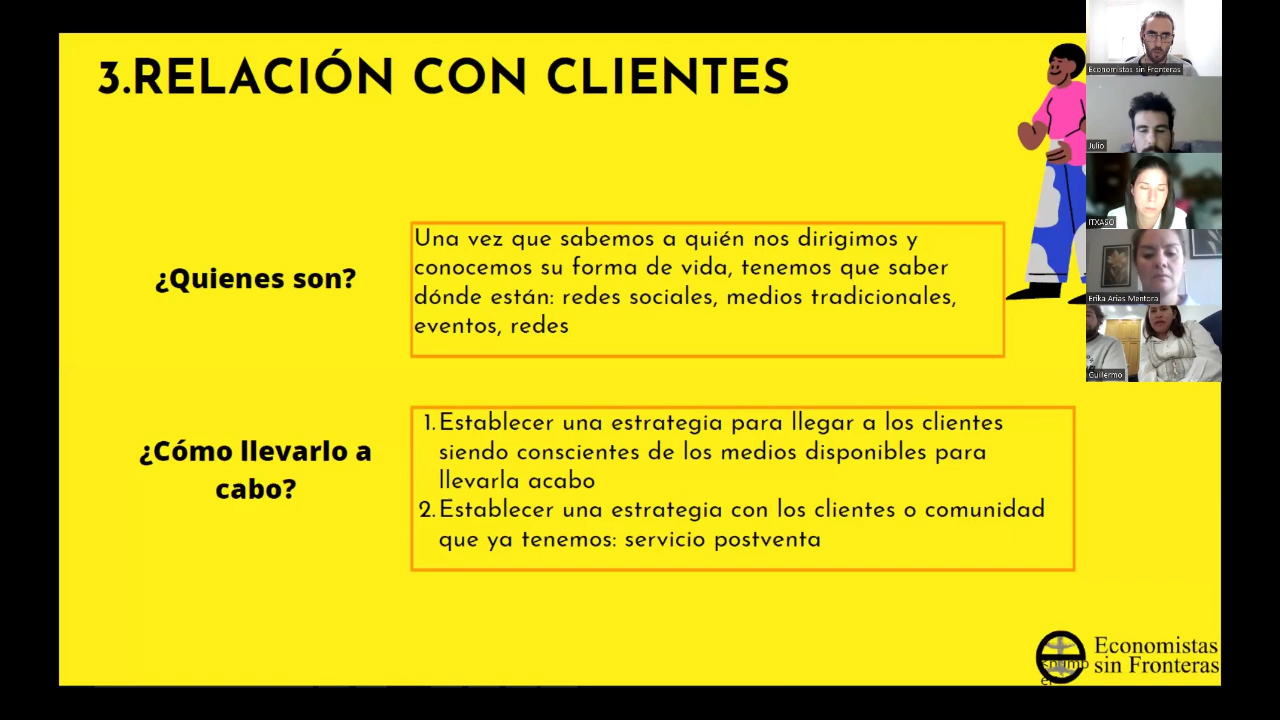 3.RELACIÓN CON CLIENTES
¿Quienes son?
Una vez que sabemos a quién nos dirigimos y
conocemos su forma de vida, tenemos que saber
dónde están: redes sociales, medios tradicionales,
eventos, redes
¿Cómo llevarlo a
cabo?
1. Establecer una estrategia para llegar a los clientes
siendo conscientes de los medios disponibles para
llevarla acabo
2. Establecer una estrategia con los clientes o comunidad
que ya tenemos: servicio postventa
Economistas sin Fronteras
Julio
ITXASO
Erika Arias Mentora
Guillermo
Economistas
sin Fronteras